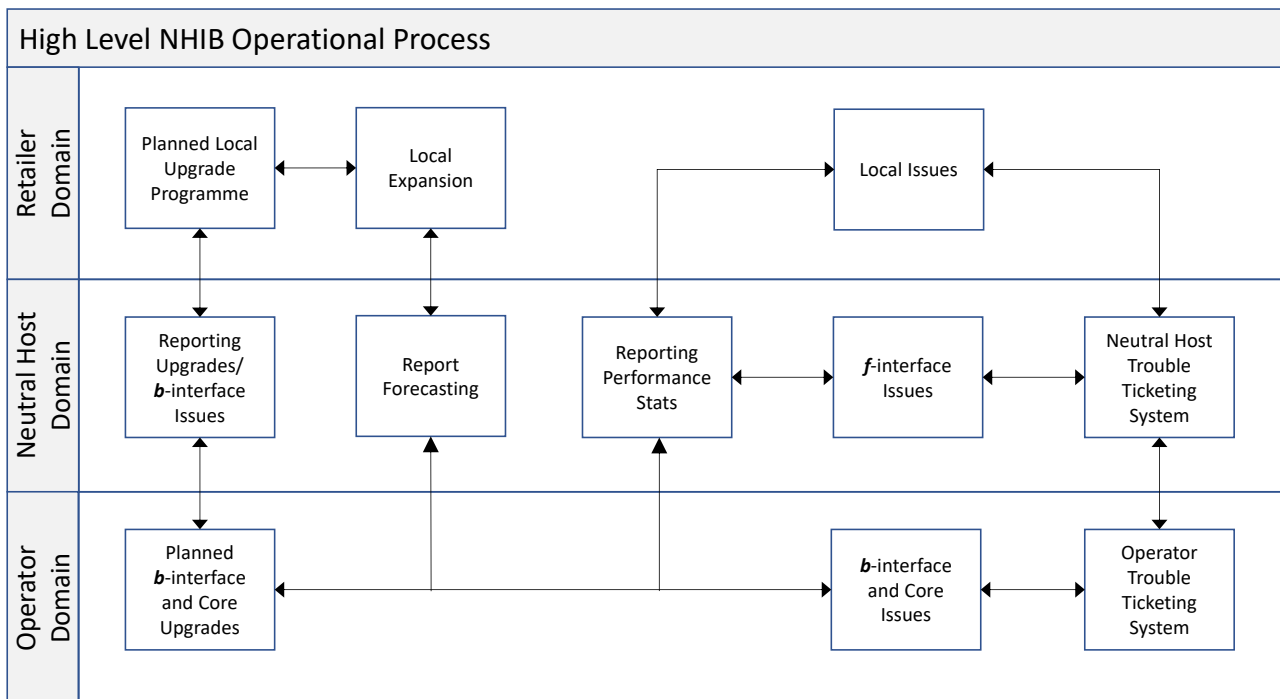 High Level NHIB Operational Process
Retailer
Domain
Planned Local
Upgrade
Programme
Local
Expansion
Local Issues
Neutral Host
Domain
Reporting
Upgrades/
b-interface
Issues
Report
Forecasting
Reporting
Performance
Stats
f-interface
Issues
Neutral Host
Trouble
Ticketing
System
Operator
Domain
Planned
b-interface
and Core
Upgrades
b-interface
and Core
Issues
Operator
Trouble
Ticketing
System